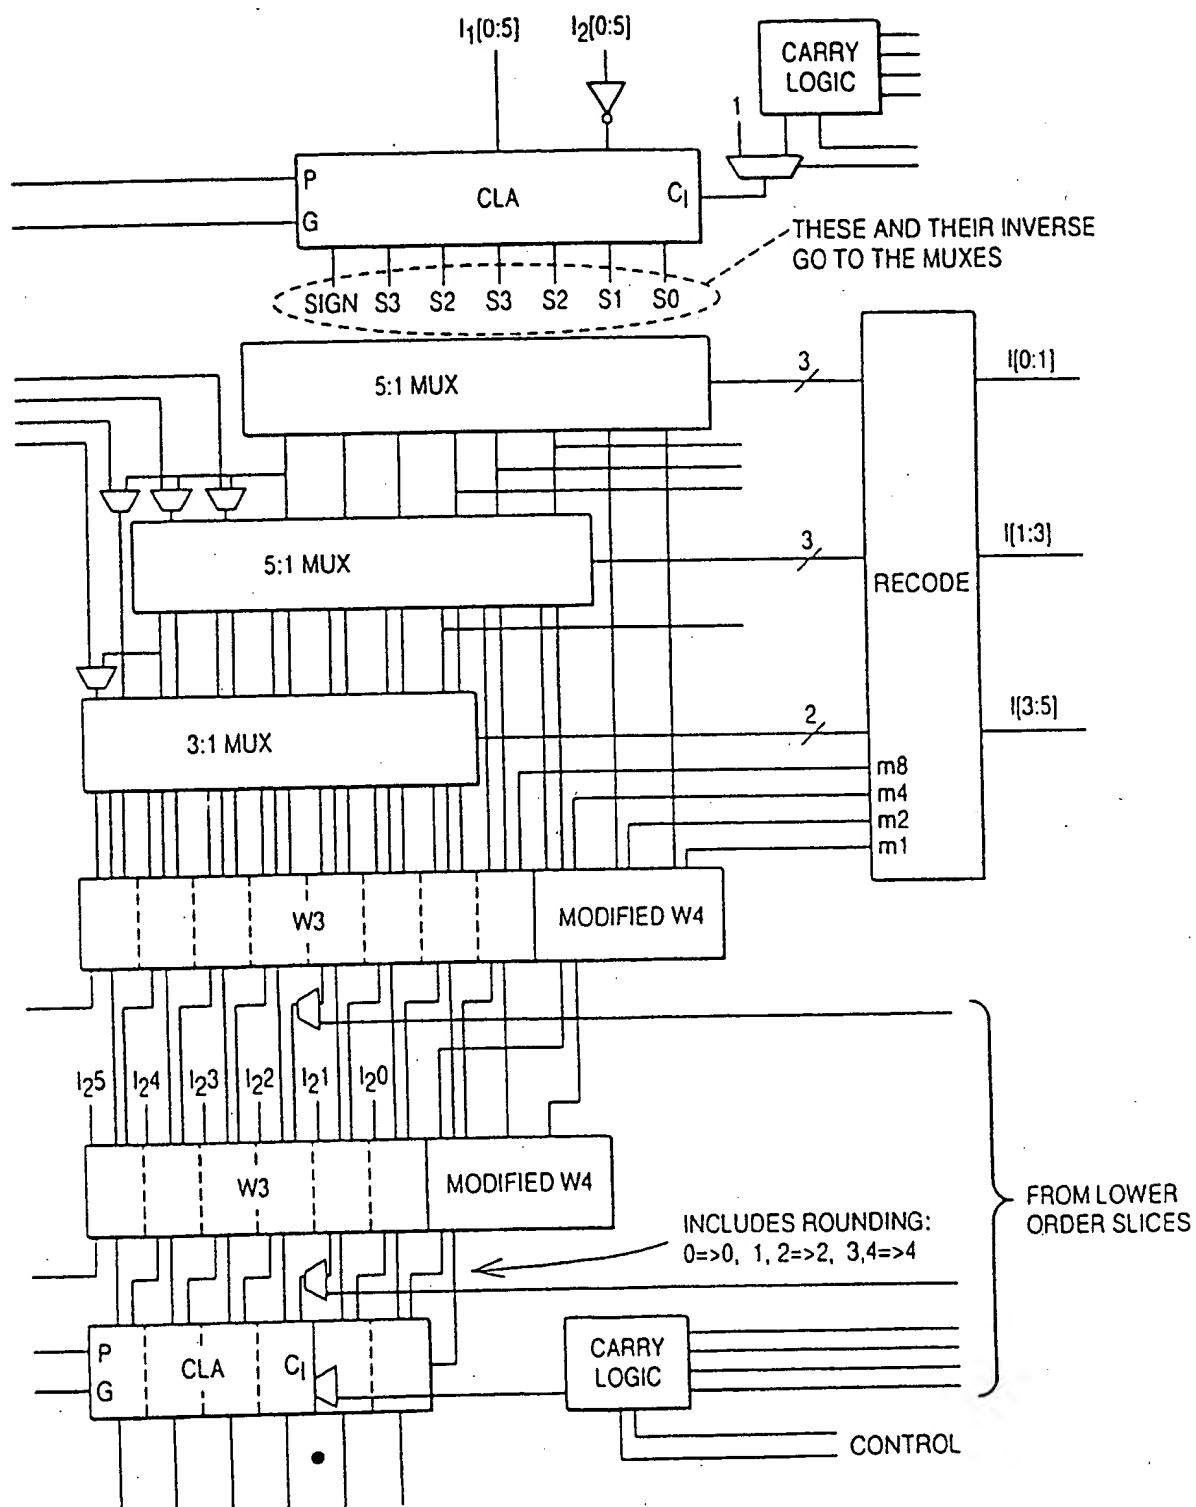 I₁[0:5]
I₂[0:5]
CARRY
LOGIC
1
P
G
CLA
C_I
THESE AND THEIR INVERSE
GO TO THE MUXES
SIGN S3 S2 S3 S2 S1 S0
5:1 MUX
3
I[0:1]
5:1 MUX
3
I[1:3]
RECODE
3:1 MUX
2
I[3:5]
m8
m4
m2
m1
W3
MODIFIED W4
I₂5 I₂4 I₂3 I₂2 I₂1 I₂0
W3
MODIFIED W4
FROM LOWER
ORDER SLICES
INCLUDES ROUNDING:
0=>0, 1, 2=>2, 3,4=>4
P
G
CLA
C_I
CARRY
LOGIC
CONTROL